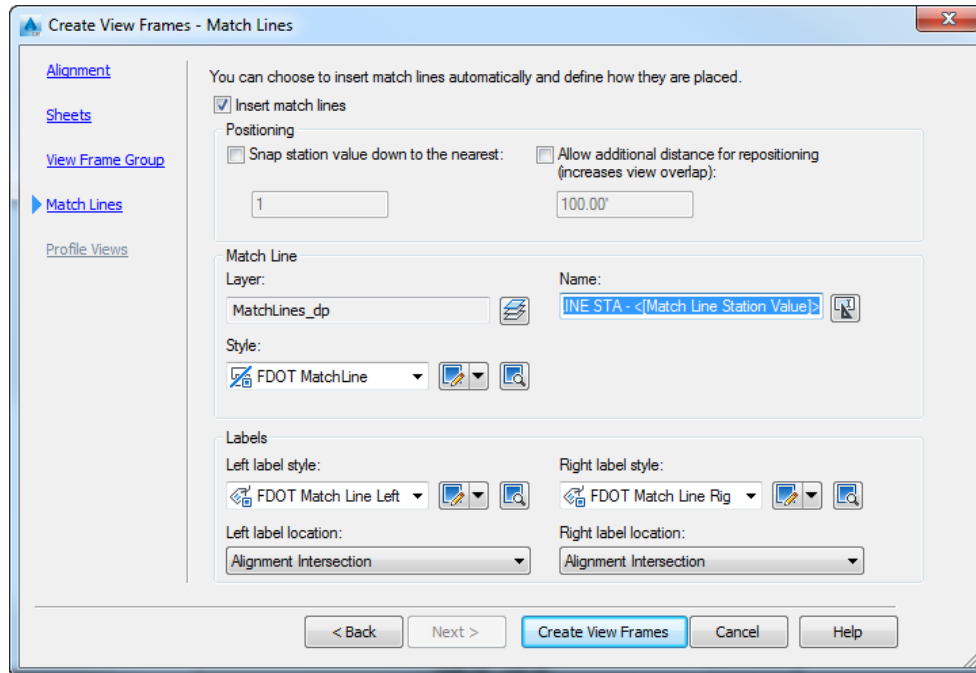 Create View Frames - Match Lines
Alignment
Sheets
View Frame Group
Match Lines
Profile Views
You can choose to insert match lines automatically and define how they are placed.
Insert match lines
Positioning
Snap station value down to the nearest:
1
Allow additional distance for repositioning
(increases view overlap):
100.00'
Match Line
Layer:
MatchLines_dp
Name:
INE STA - <[Match Line Station Value]>
Style:
FDOT MatchLine
Labels
Left label style:
FDOT Match Line Left
Right label style:
FDOT Match Line Rig
Left label location:
Alignment Intersection
Right label location:
Alignment Intersection
< Back
Next >
Create View Frames
Cancel
Help